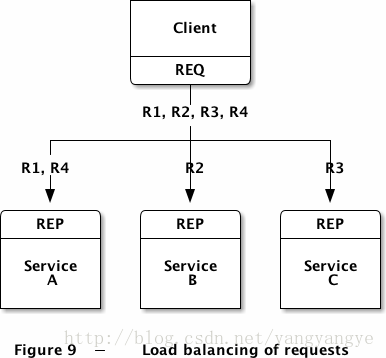 Client
REQ
R1, R2, R3, R4
R1, R4 R2 R3
REP REP REP
Service Service Service
A B C
http://blog.csdn.net/yangyangye
Figure 9 – Load balancing of requests